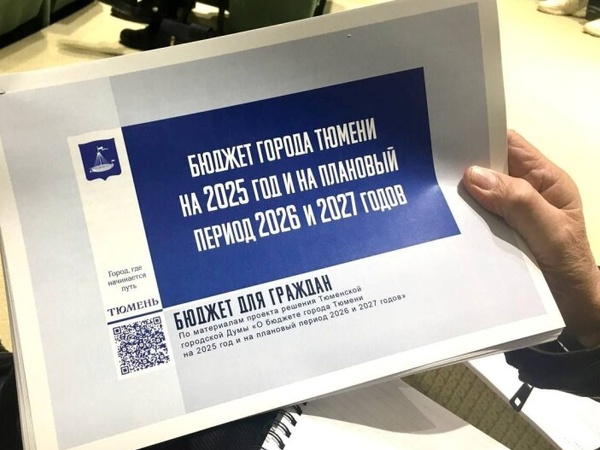 БЮДЖЕТ ГОРОДА ТЮМЕНИ
НА 2025 ГОД И НА ПЛАНОВЫЙ
ПЕРИОД 2026 И 2027 ГОДОВ
Город, где
начинается
путь
ТЮМЕНЬ
БЮДЖЕТ ДЛЯ ГРАЖДАН
По материалам проекта решения Тюменской
городской Думы «О бюджете города Тюмени
на 2025 год и на плановый период 2026 и 2027 годов»